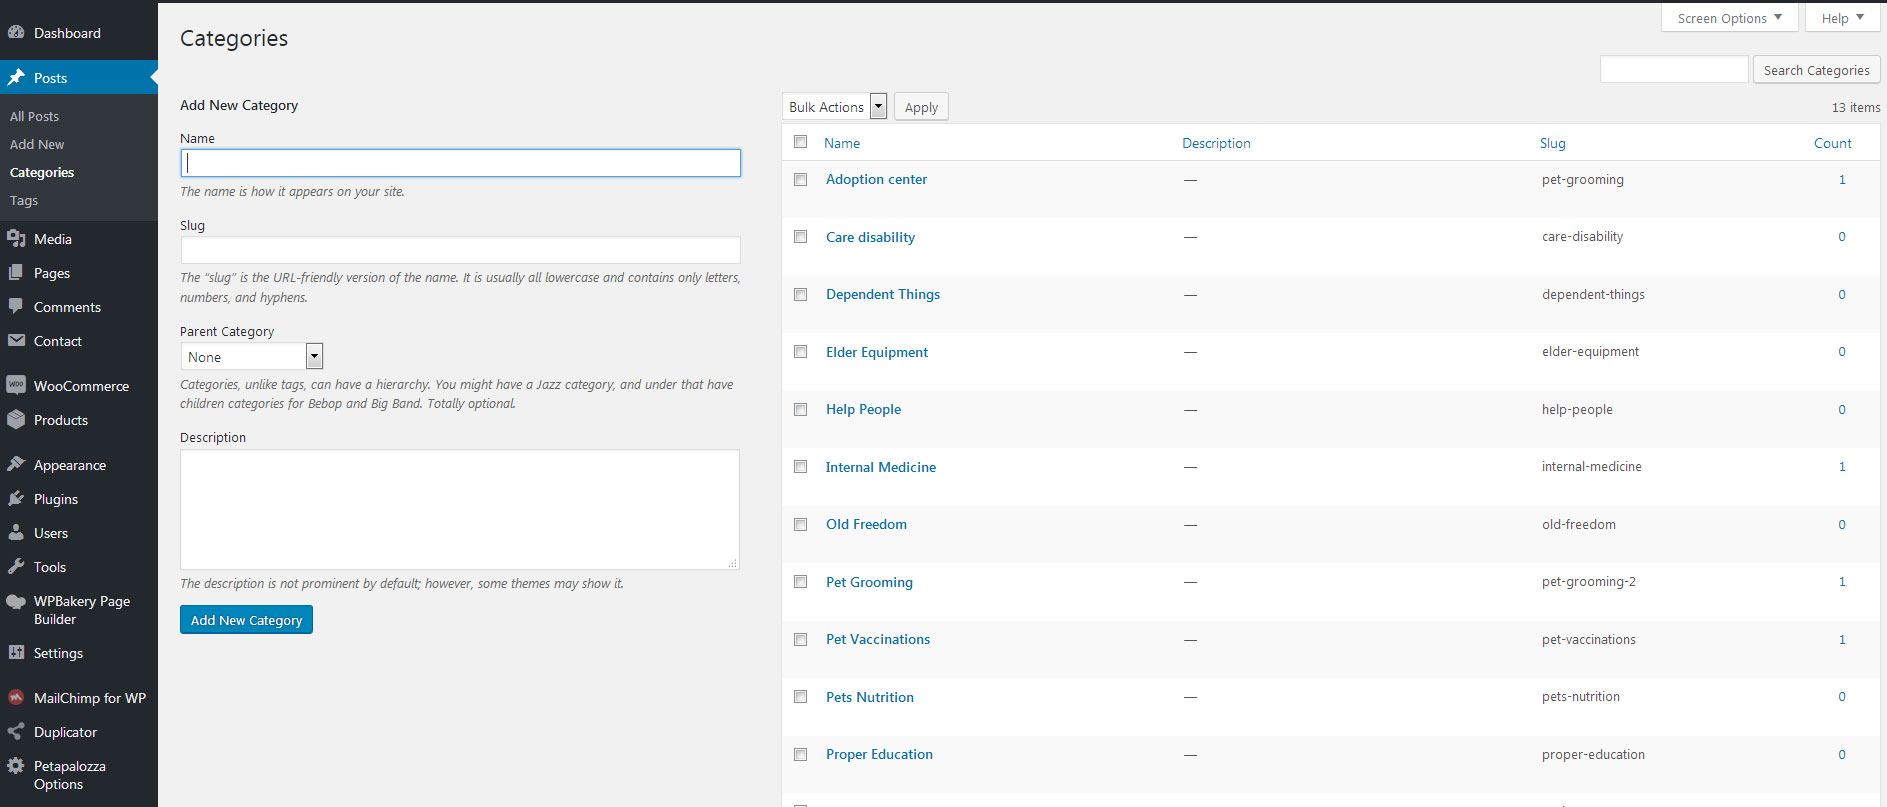 Dashboard
Posts
All Posts
Add New
Categories
Tags
Media
Pages
Comments
Contact
WooCommerce
Products
Appearance
Plugins
Users
Tools
WPBakery Page
Builder
Settings
MailChimp for WP
Duplicator
Petapalozza
Options
Screen Options
Help
Categories
Search Categories
Add New Category
Name
The name is how it appears on your site.
Slug
The “slug” is the URL-friendly version of the name. It is usually all lowercase and contains only letters,
numbers, and hyphens.
Parent Category
None
Categories, unlike tags, can have a hierarchy. You might have a Jazz category, and under that have
children categories for Bebop and Big Band. Totally optional.
Description
The description is not prominent by default; however, some themes may show it.
Add New Category
Bulk Actions Apply 13 items
Name Description Slug Count
Adoption center — pet-grooming 1
Care disability — care-disability 0
Dependent Things — dependent-things 0
Elder Equipment — elder-equipment 0
Help People — help-people 0
Internal Medicine — internal-medicine 1
Old Freedom — old-freedom 0
Pet Grooming — pet-grooming-2 1
Pet Vaccinations — pet-vaccinations 1
Pets Nutrition — pets-nutrition 0
Proper Education — proper-education 0